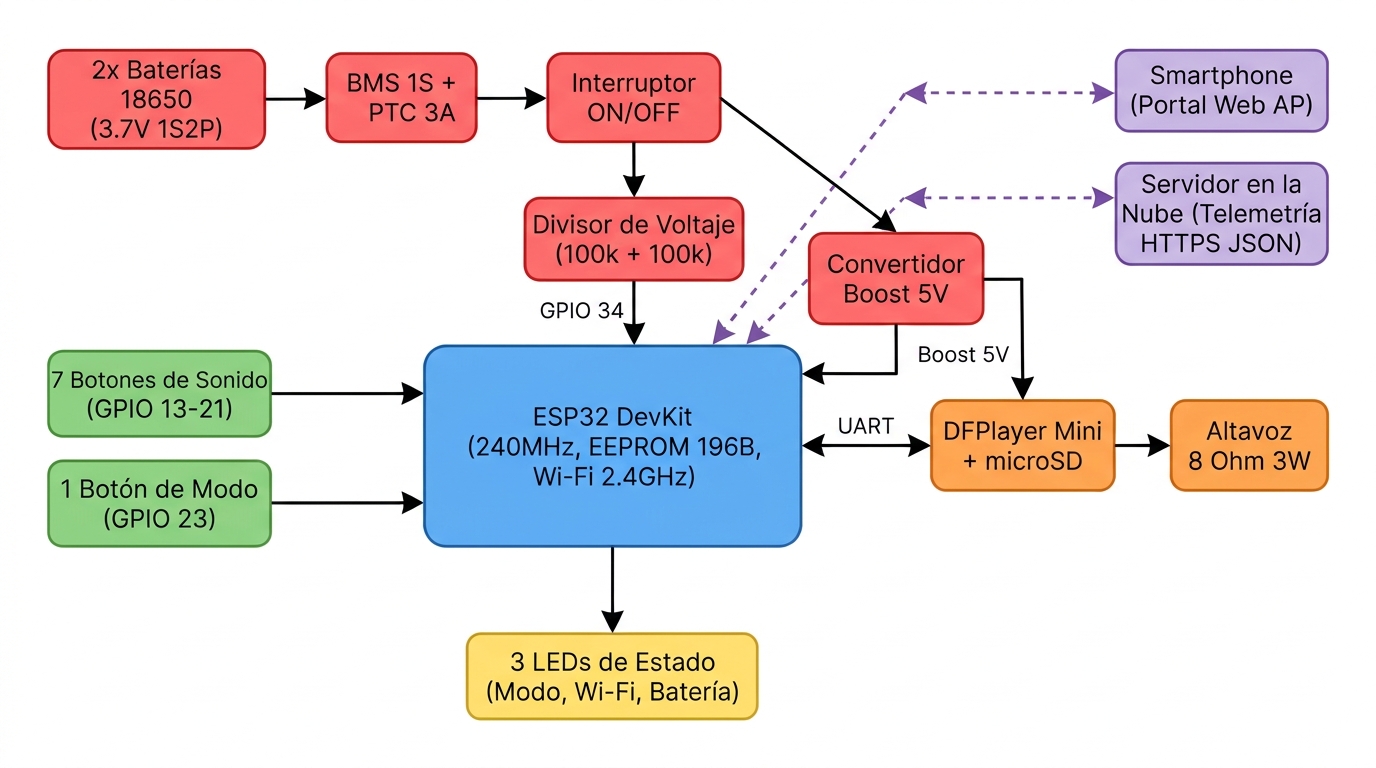 2x Baterías
18650
(3.7V 1S2P)
BMS 1S +
PTC 3A
Interruptor
ON/OFF
Smartphone
(Portal Web AP)
Servidor en la
Nube (Telemetría
HTTPS JSON)
Divisor de Voltaje
(100k + 100k)
Convertidor
Boost 5V
GPIO 34
Boost 5V
7 Botones de Sonido
(GPIO 13-21)
ESP32 DevKit
(240MHz, EEPROM 196B,
Wi-Fi 2.4GHz)
UART
DFPlayer Mini
+ microSD
Altavoz
8 Ohm 3W
1 Botón de Modo
(GPIO 23)
3 LEDs de Estado
(Modo, Wi-Fi, Batería)